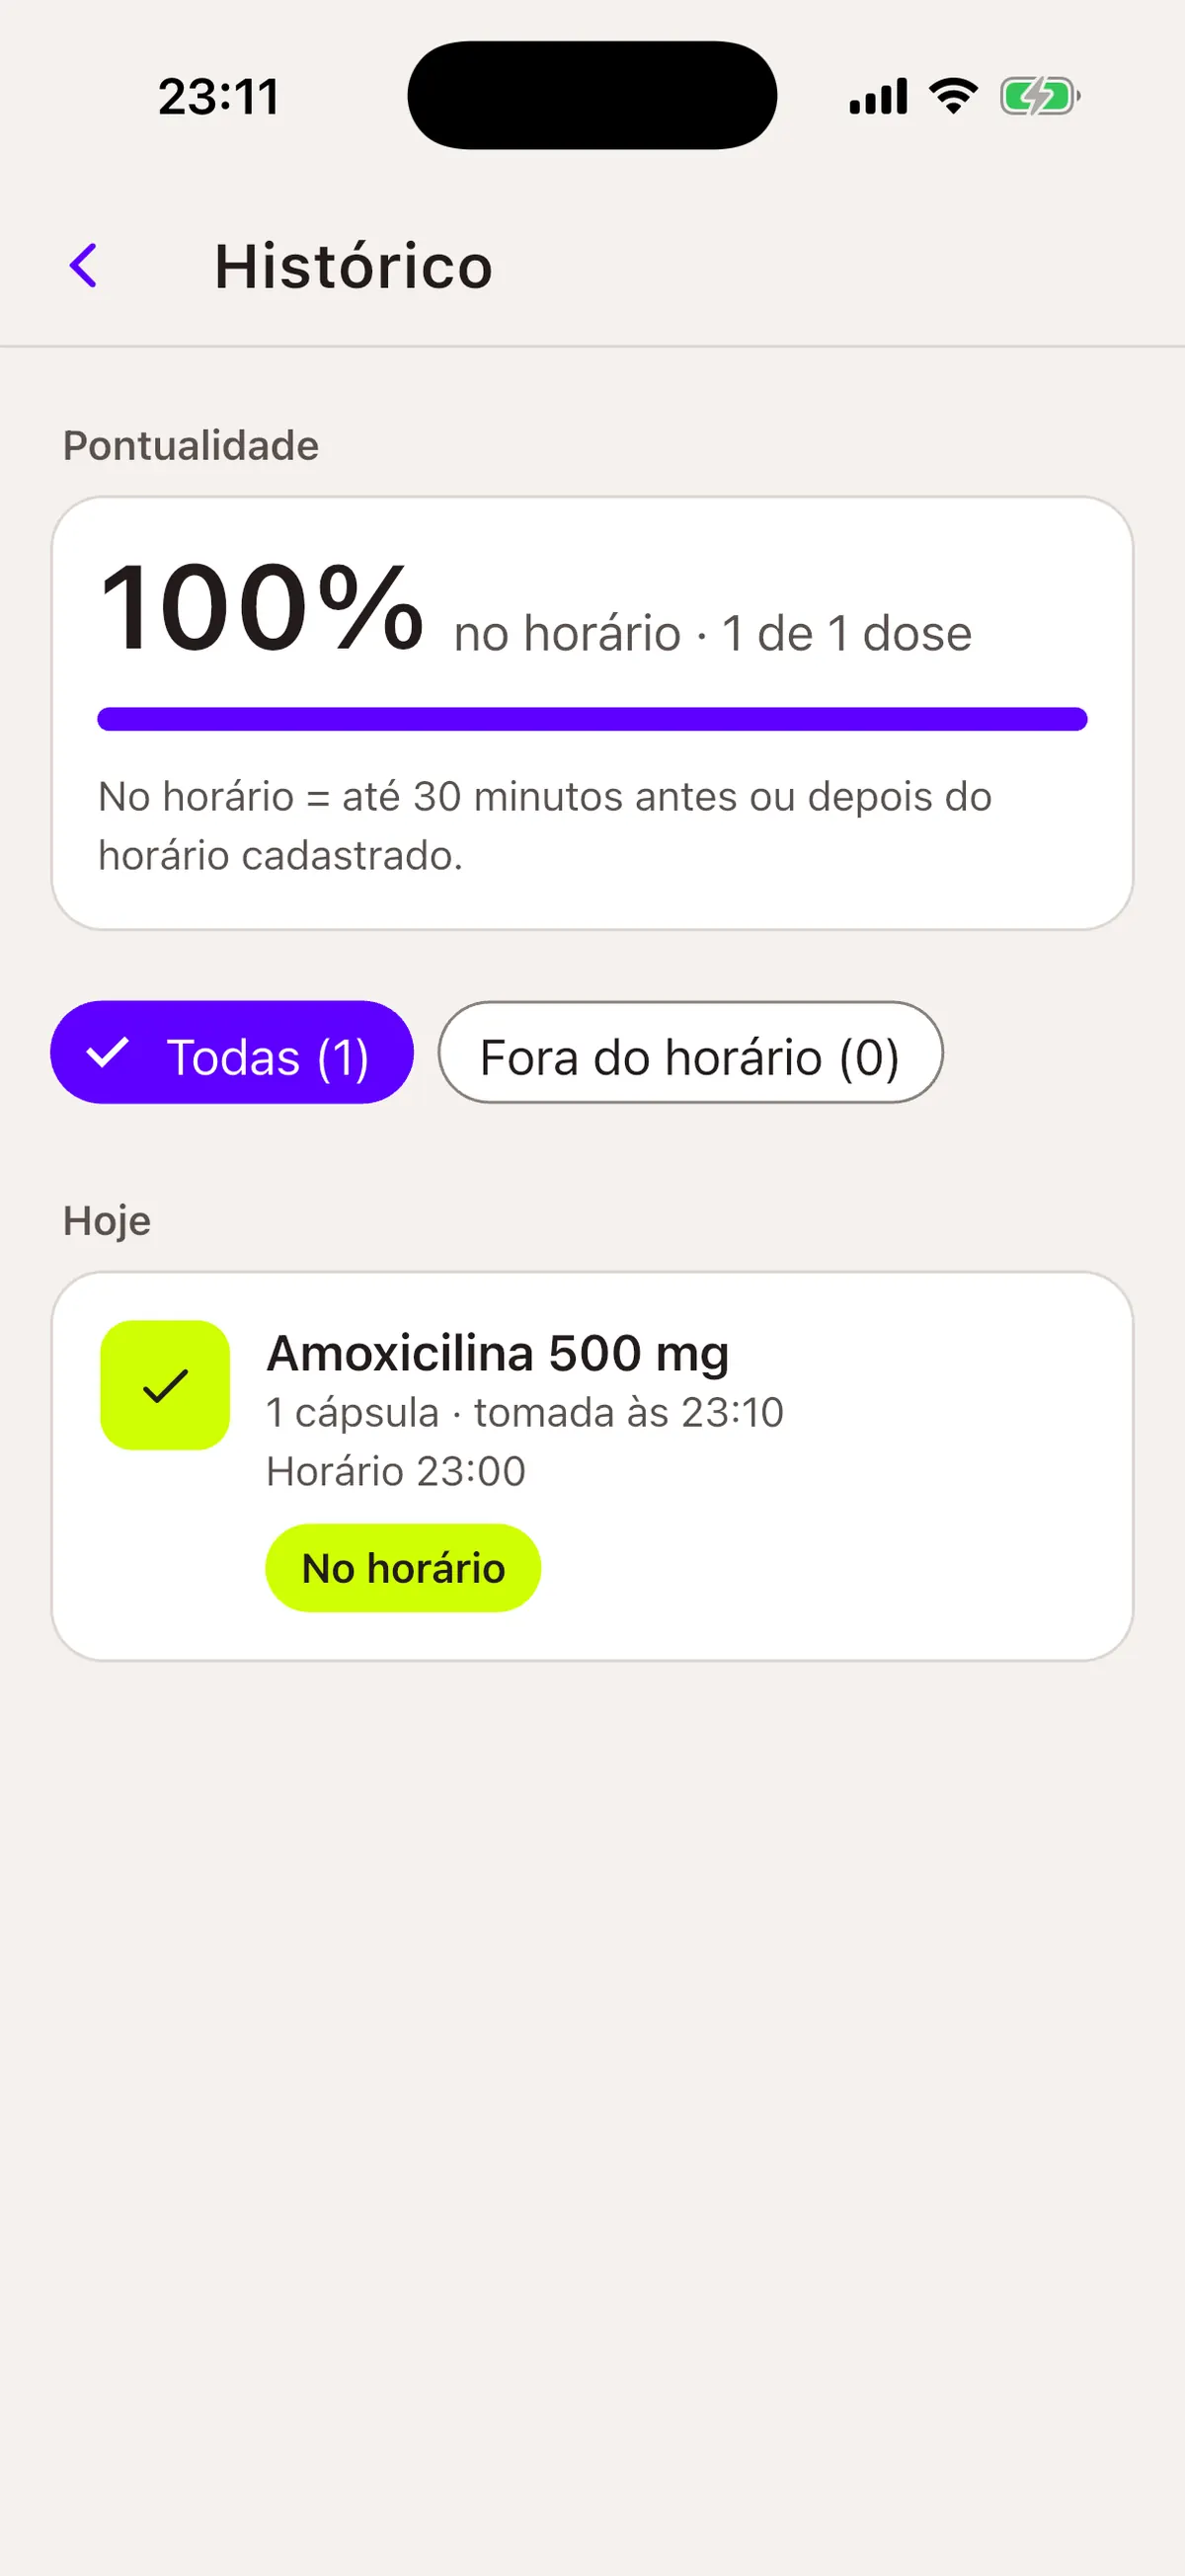 23:11
Histórico
Pontualidade
100% no horário · 1 de 1 dose
No horário = até 30 minutos antes ou depois do
horário cadastrado.
Todas (1)
Fora do horário (0)
Hoje
Amoxicilina 500 mg
1 cápsula · tomada às 23:10
Horário 23:00
No horário